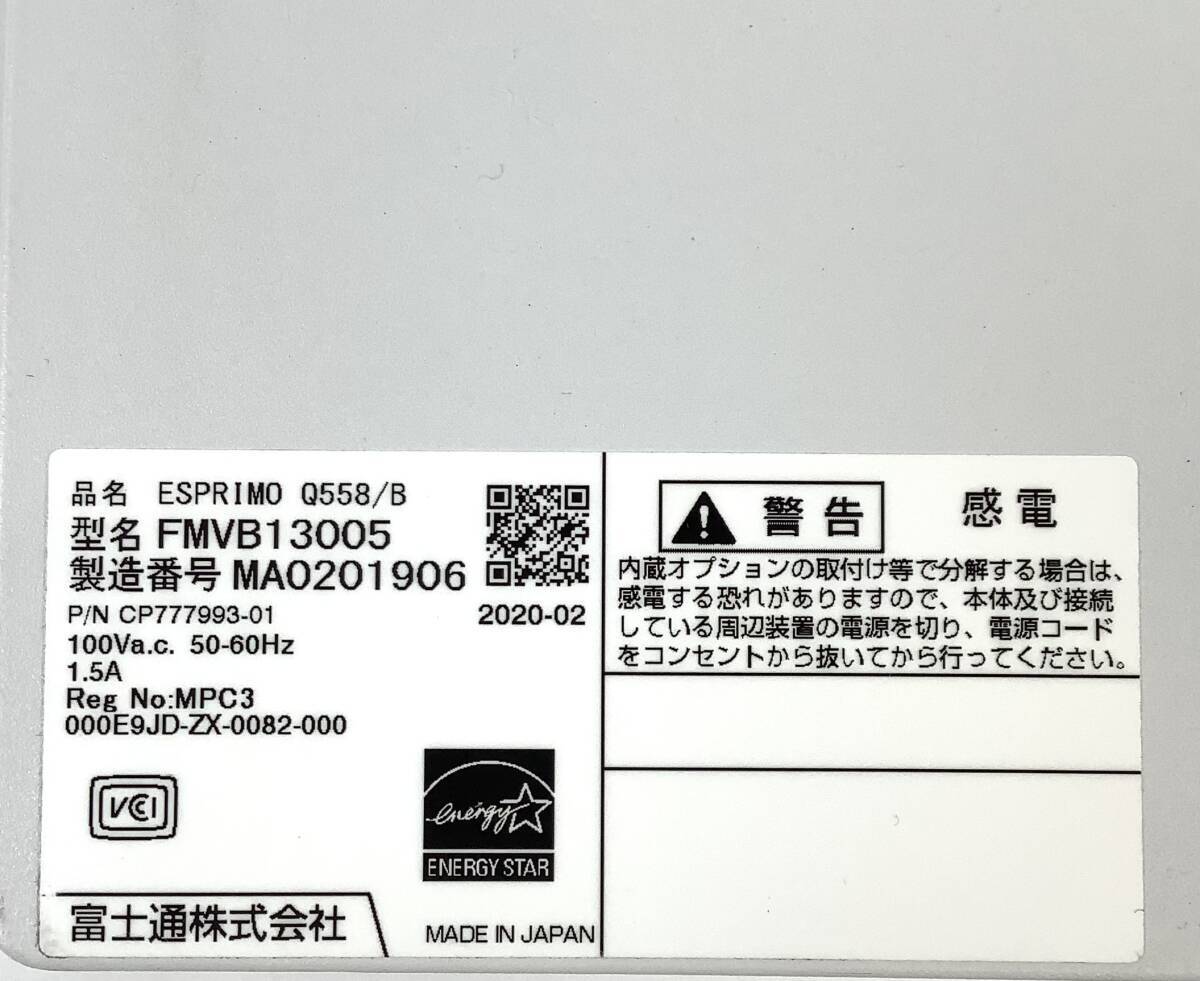 品名 ESPRIMO Q558/B
型名 FMVB13005
製造番号 MA0201906
P/N CP777993-01 2020-02
100Va.c. 50-60Hz
1.5A
Reg No:MPC3
000E9JD-ZX-0082-000
VCCI
energy
ENERGY STAR
富士通株式会社
MADE IN JAPAN
警告 感電
内蔵オプションの取付け等で分解する場合は、
感電する恐れがありますので、本体及び接続
している周辺装置の電源を切り、電源コード
をコンセントから抜いてから行ってください。